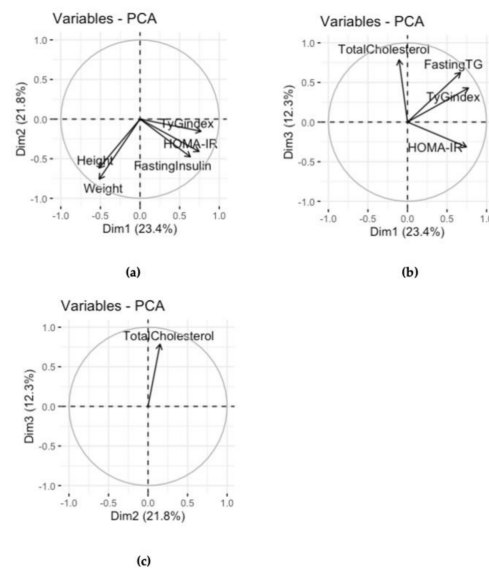 Variables - PCA
1.0
0.5
0.0
-0.5
-1.0
Dim2 (21.8%)
TyGindex
HOMA-IR
FastingInsulin
Height
Weight
-1.0 -0.5 0.0 0.5 1.0
Dim1 (23.4%)
(a)
Variables - PCA
1.0
0.5
0.0
-0.5
-1.0
Dim3 (12.3%)
TotalCholesterol
FastingTG
TyGindex
HOMA-IR
-1.0 -0.5 0.0 0.5 1.0
Dim1 (23.4%)
(b)
Variables - PCA
1.0
0.5
0.0
-0.5
-1.0
Dim3 (12.3%)
TotalCholesterol
-1.0 -0.5 0.0 0.5 1.0
Dim2 (21.8%)
(c)